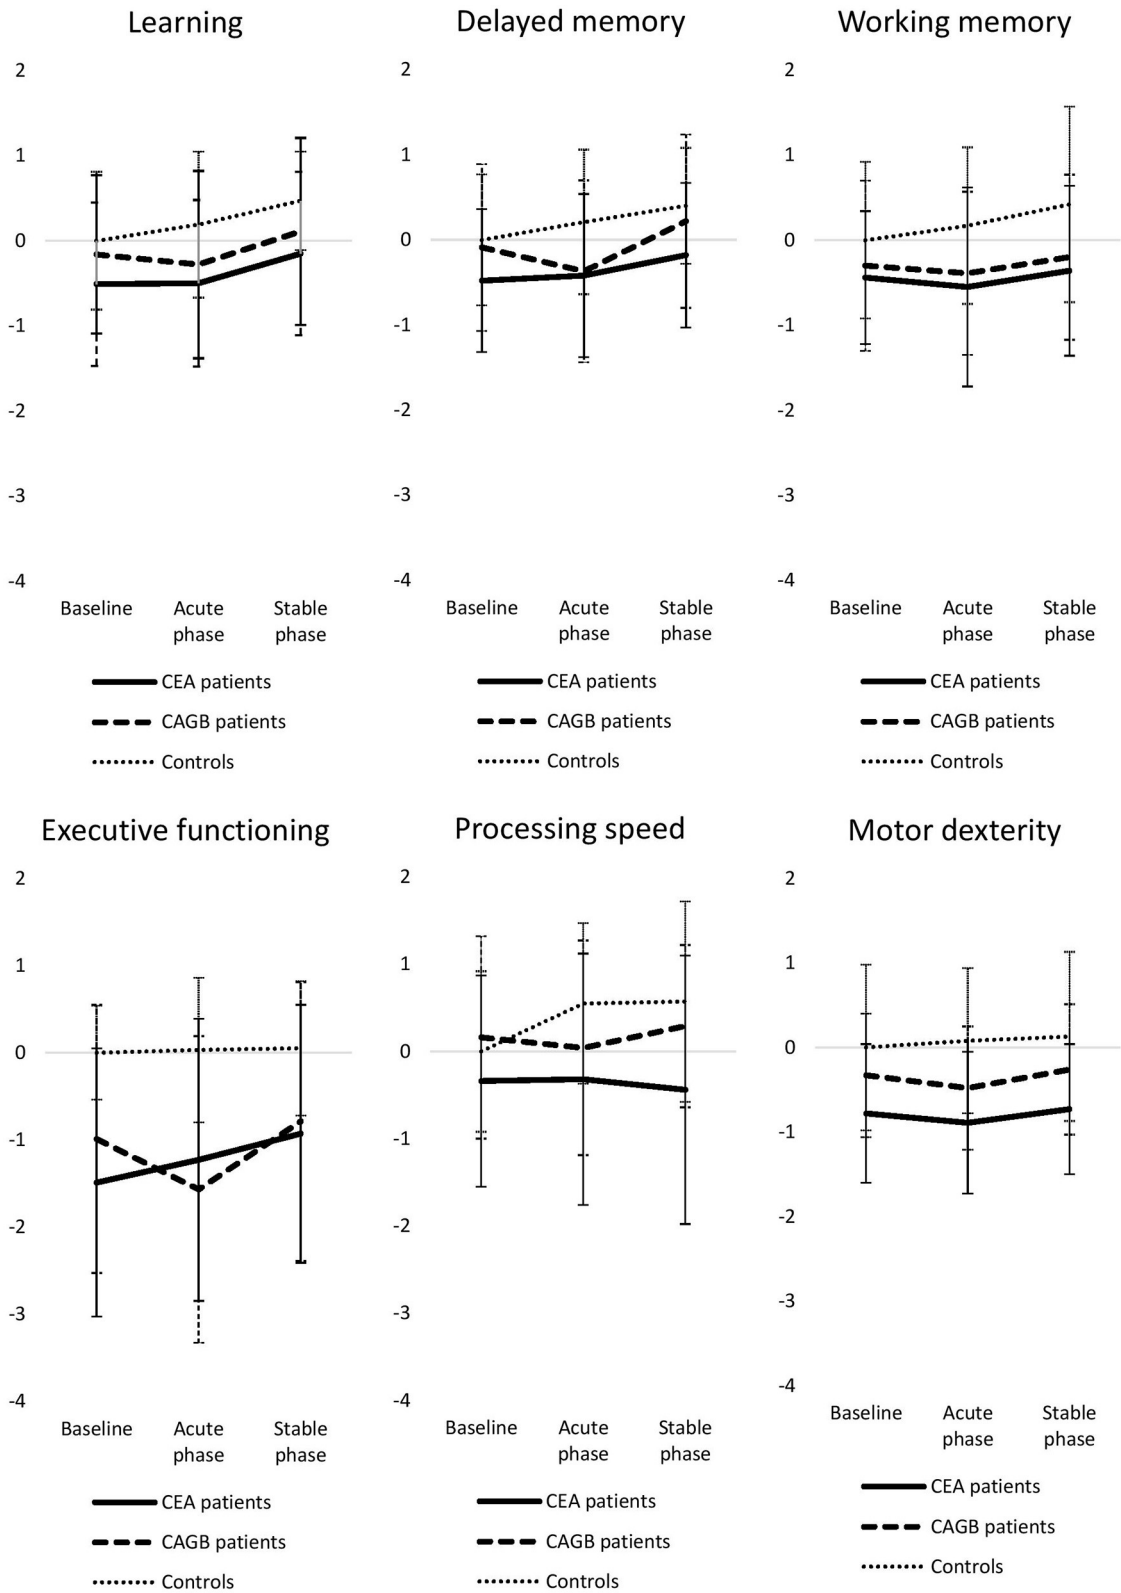 Learning
2
1
0
-1
-2
-3
-4
Baseline
Acute
phase
Stable
phase
CEA patients
CAGB patients
Controls
Delayed memory
2
1
0
-1
-2
-3
-4
Baseline
Acute
phase
Stable
phase
CEA patients
CAGB patients
Controls
Working memory
2
1
0
-1
-2
-3
-4
Baseline
Acute
phase
Stable
phase
CEA patients
CAGB patients
Controls
Executive functioning
2
1
0
-1
-2
-3
-4
Baseline
Acute
phase
Stable
phase
CEA patients
CAGB patients
Controls
Processing speed
2
1
0
-1
-2
-3
-4
Baseline
Acute
phase
Stable
phase
CEA patients
CAGB patients
Controls
Motor dexterity
2
1
0
-1
-2
-3
-4
Baseline
Acute
phase
Stable
phase
CEA patients
CAGB patients
Controls